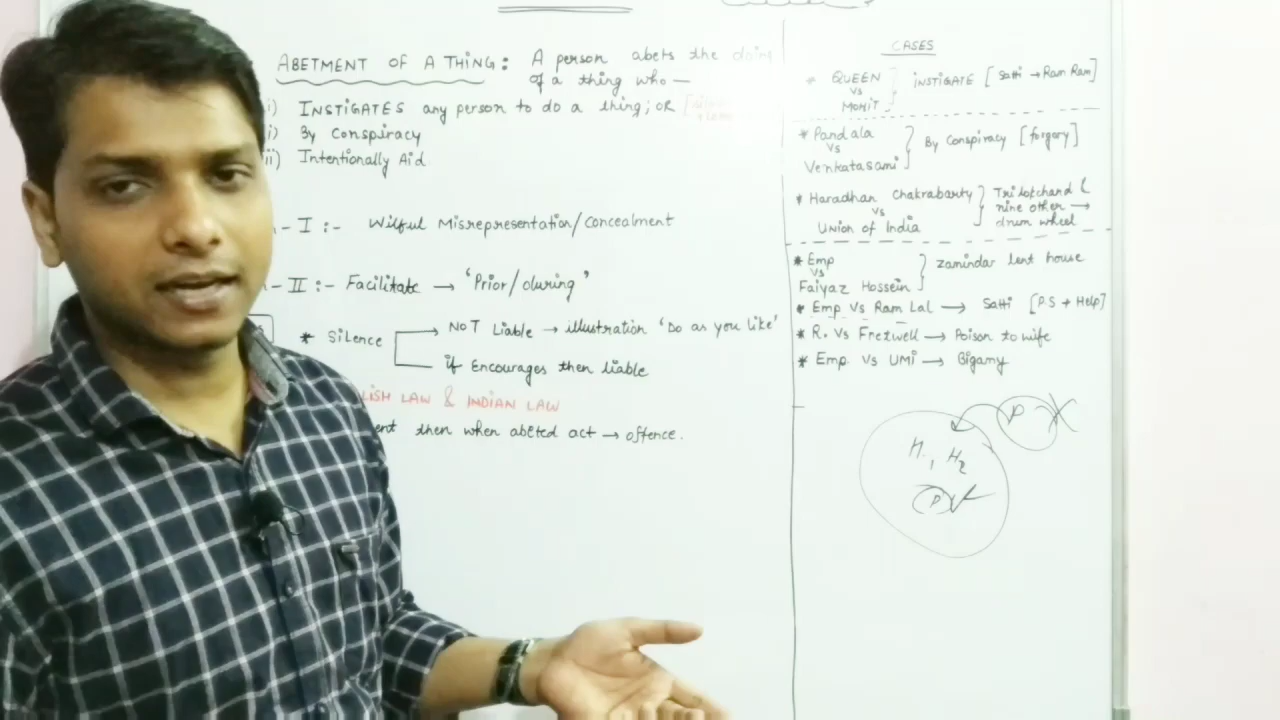 ABETMENT OF A THING: A person abets the doing
of a thing who —
i) INSTIGATES any person to do a thing; OR
i) By Conspiracy
ii) Intentionally Aid
- I :- Wilful Misrepresentation/Concealment
- II :- Facilitate → 'Prior/during'
* Silence
NOT Liable → illustration 'Do as you like'
if Encourages then liable
LISH LAW & INDIAN LAW
ent then when abeted act → offence.
CASES
* QUEEN
vs
MOHIT
INSTIGATE [Satti → Ram Ram]
* Pandala
vs
Venkatasami
By Conspiracy [forgery]
* Haradhan Chakrabarty
vs
Union of India
Trilokchand (
nine other →
drum wheel
* Emp
vs
Faiyaz Hossein
zamindar lent house
* Emp Vs Ram Lal → Satti [P.S + Help]
* R. Vs Fretwell → Poison to wife
* Emp. Vs UMI → Bigamy
P
H1, H2
P